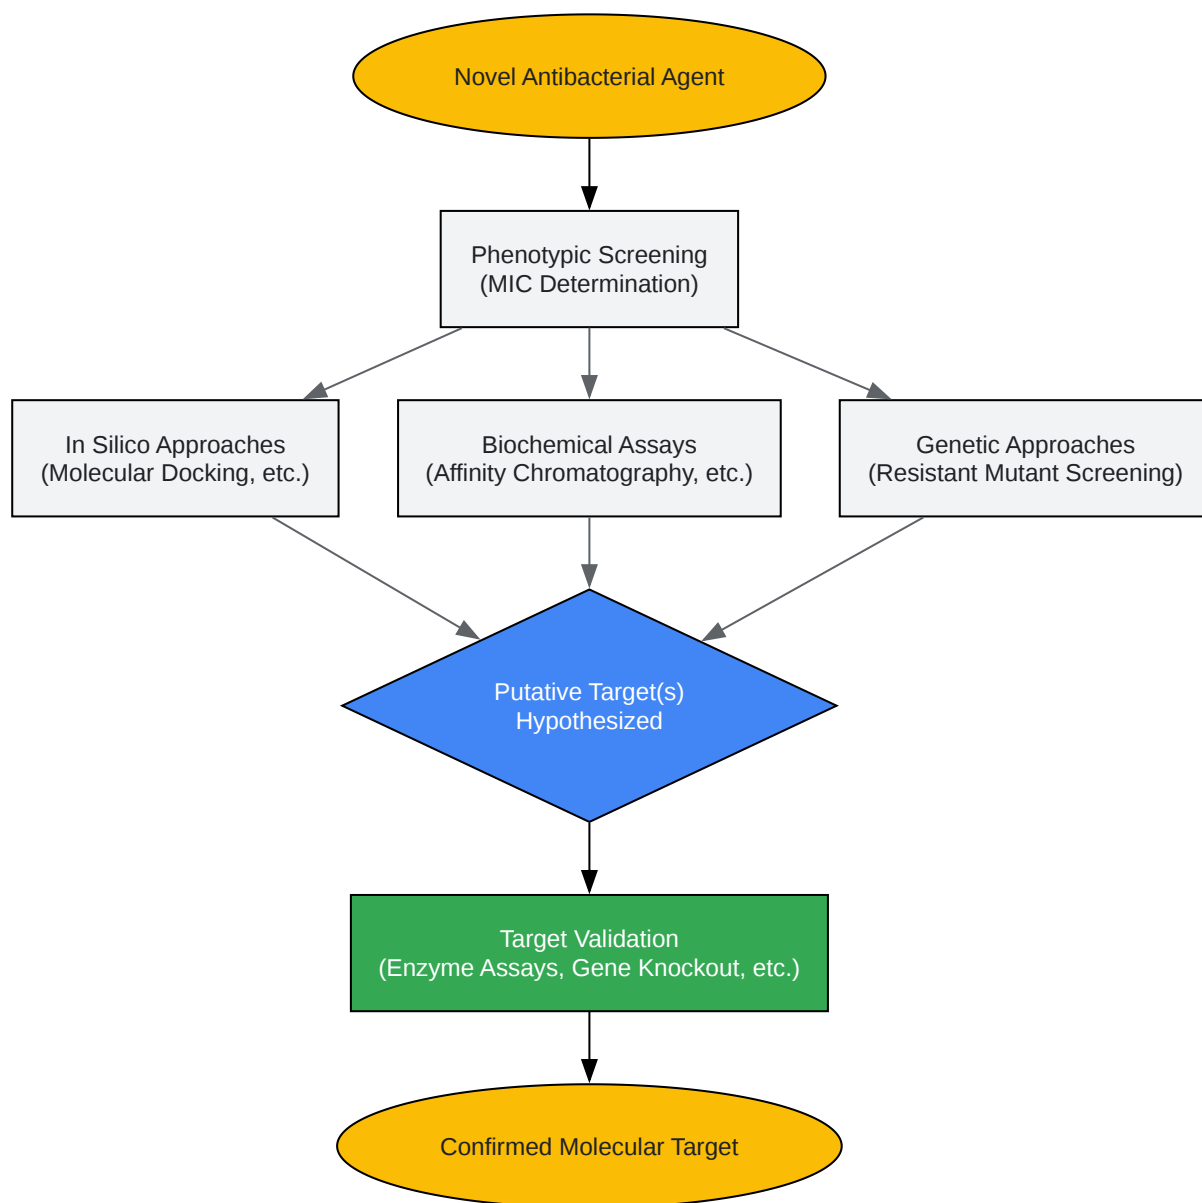 Novel Antibacterial Agent
Phenotypic Screening
(MIC Determination)
In Silico Approaches
(Molecular Docking, etc.)
Biochemical Assays
(Affinity Chromatography, etc.)
Genetic Approaches
(Resistant Mutant Screening)
Putative Target(s)
Hypothesized
Target Validation
(Enzyme Assays, Gene Knockout, etc.)
Confirmed Molecular Target